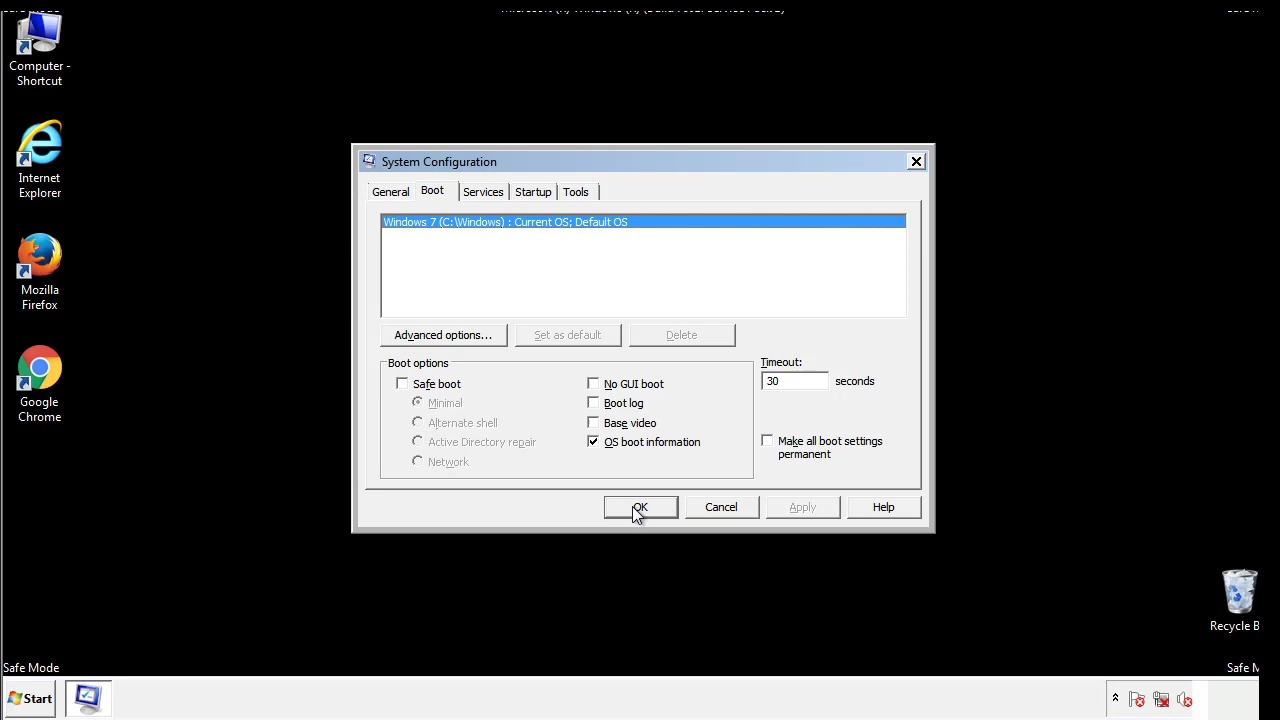 Computer -
Shortcut
Internet
Explorer
Mozilla
Firefox
Google
Chrome
System Configuration
General
Boot
Services
Startup
Tools
Windows 7 (C:\Windows) : Current OS; Default OS
Advanced options...
Set as default
Delete
Boot options
Safe boot
Minimal
Alternate shell
Active Directory repair
Network
No GUI boot
Boot log
Base video
OS boot information
Timeout:
30 seconds
Make all boot settings
permanent
OK
Cancel
Apply
Help
Recycle B
Safe Mode
Safe M
Start